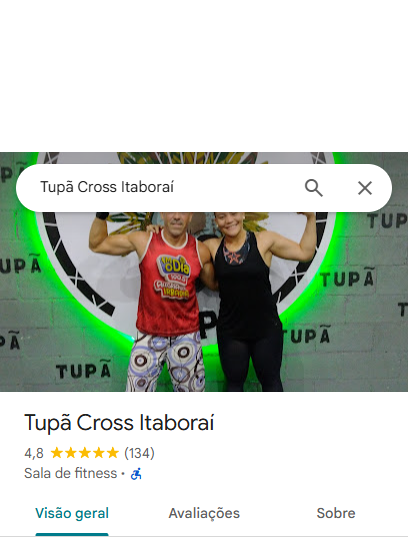 Tupã Cross Itaboraí
TUPÃ
UPÃ
TUPÃ
TUPÃ
TUPÃ
TUPÃ
Tupã Cross Itaboraí
4,8 (134)
Sala de fitness ·
Visão geral Avaliações Sobre